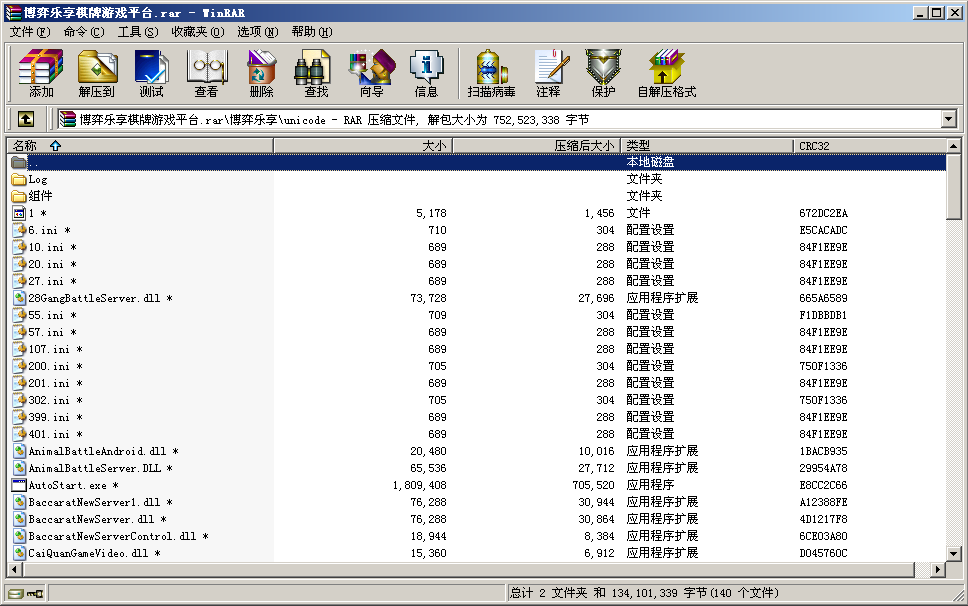 博弈乐享棋牌游戏平台.rar - WinRAR
文件(F) 命令(C) 工具(S) 收藏夹(O) 选项(N) 帮助(H)
添加 解压到 测试 查看 删除 查找 向导 信息 扫描病毒 注释 保护 自解压格式
博弈乐享棋牌游戏平台.rar\博弈乐享\unicode - RAR 压缩文件, 解包大小为 752,523,338 字节
名称 大小 压缩后大小 类型 CRC32
.. 本地磁盘
Log 文件夹
组件 文件夹
1 * 5,178 1,456 文件 672DC2EA
6.ini * 710 304 配置设置 E5CACADC
10.ini * 689 288 配置设置 84F1EE9E
20.ini * 689 288 配置设置 84F1EE9E
27.ini * 689 288 配置设置 84F1EE9E
28GangBattleServer.dll * 73,728 27,696 应用程序扩展 665A6589
55.ini * 709 304 配置设置 F1DBBDB1
57.ini * 689 288 配置设置 84F1EE9E
107.ini * 689 288 配置设置 84F1EE9E
200.ini * 705 304 配置设置 750F1336
201.ini * 689 288 配置设置 84F1EE9E
302.ini * 705 304 配置设置 750F1336
399.ini * 689 288 配置设置 84F1EE9E
401.ini * 689 288 配置设置 84F1EE9E
AnimalBattleAndroid.dll * 20,480 10,016 应用程序扩展 1BACB935
AnimalBattleServer.DLL * 65,536 27,712 应用程序扩展 29954A78
AutoStart.exe * 1,809,408 705,520 应用程序 E8CC2C66
BaccaratNewServer1.dll * 76,288 30,944 应用程序扩展 A12388FE
BaccaratNewServer.dll * 76,288 30,864 应用程序扩展 4D1217F8
BaccaratNewServerControl.dll * 18,944 8,384 应用程序扩展 6CE03A80
CaiQuanGameVideo.dll * 15,360 6,912 应用程序扩展 D045760C
总计 2 文件夹 和 134,101,339 字节(140 个文件)